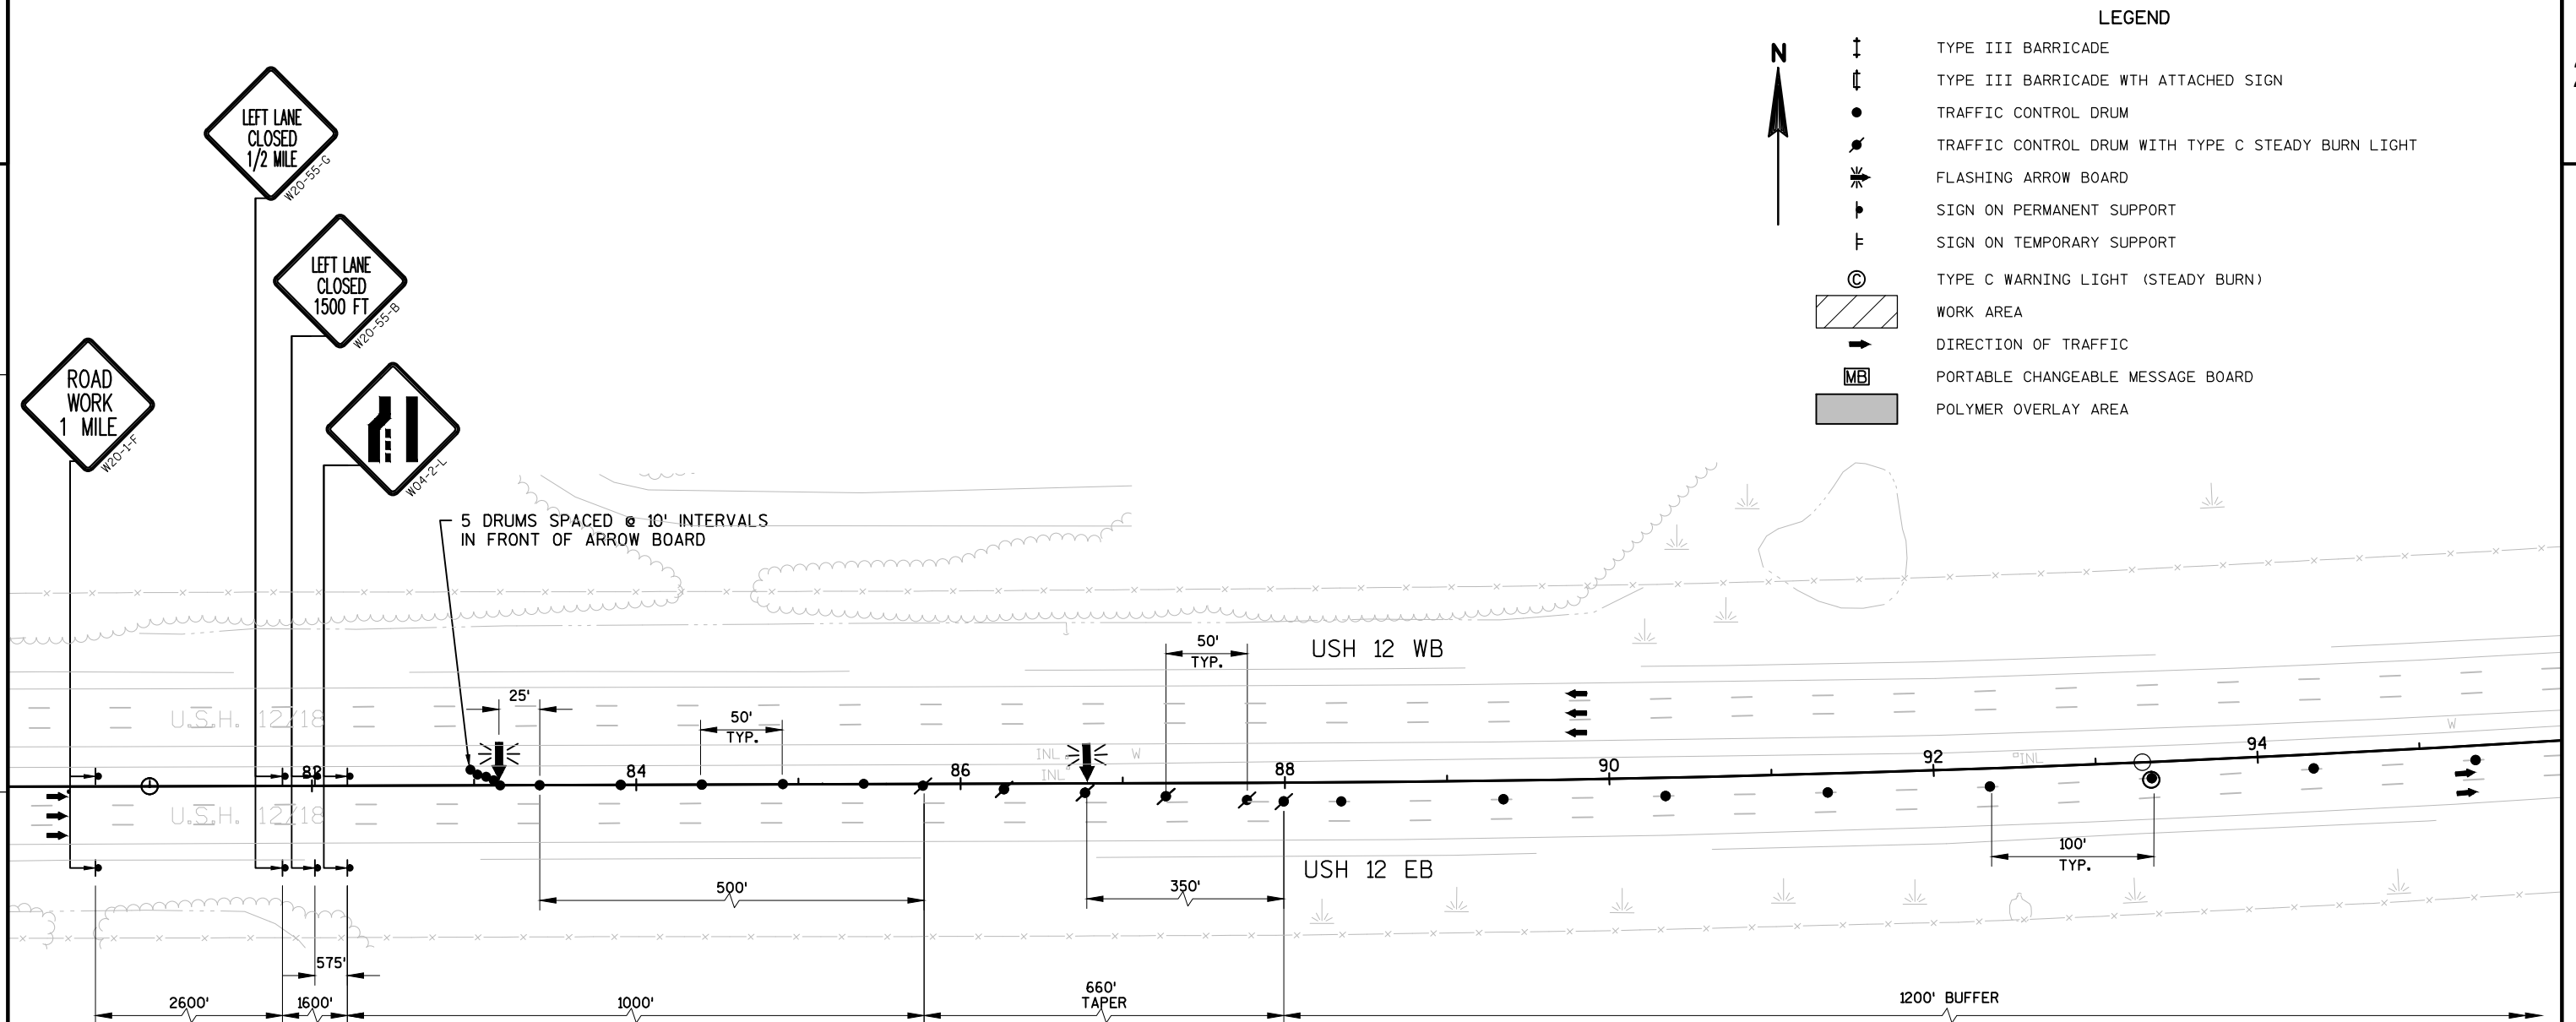 LEGEND
N
TYPE III BARRICADE
TYPE III BARRICADE WTH ATTACHED SIGN
TRAFFIC CONTROL DRUM
TRAFFIC CONTROL DRUM WITH TYPE C STEADY BURN LIGHT
FLASHING ARROW BOARD
SIGN ON PERMANENT SUPPORT
SIGN ON TEMPORARY SUPPORT
C TYPE C WARNING LIGHT (STEADY BURN)
WORK AREA
DIRECTION OF TRAFFIC
MB PORTABLE CHANGEABLE MESSAGE BOARD
POLYMER OVERLAY AREA
LEFT LANE
CLOSED
1/2 MILE
W20-55-G
LEFT LANE
CLOSED
1500 FT
W20-55-B
ROAD
WORK
1 MILE
W20-1-F
W04-2-L
5 DRUMS SPACED @ 10' INTERVALS
IN FRONT OF ARROW BOARD
50'
TYP.
USH 12 WB
25'
U.S.H. 12/18
50'
TYP.
INL
W
INL
W
INL
82
84
86
88
90
92
94
U.S.H. 12/18
100'
TYP.
USH 12 EB
500'
350'
575'
2600'
1600'
1000'
660'
TAPER
1200' BUFFER